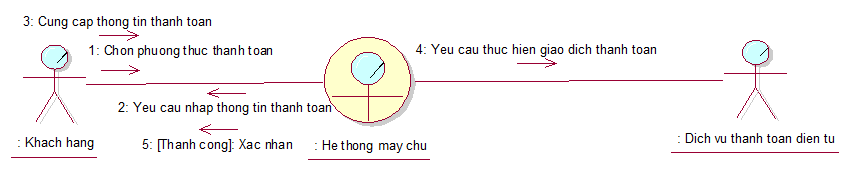 3: Cung cap thong tin thanh toan
1: Chon phuong thuc thanh toan
4: Yeu cau thuc hien giao dich thanh toan
2: Yeu cau nhap thong tin thanh toan
5: [Thanh cong]: Xac nhan
: Khach hang
: He thong may chu
: Dich vu thanh toan dien tu